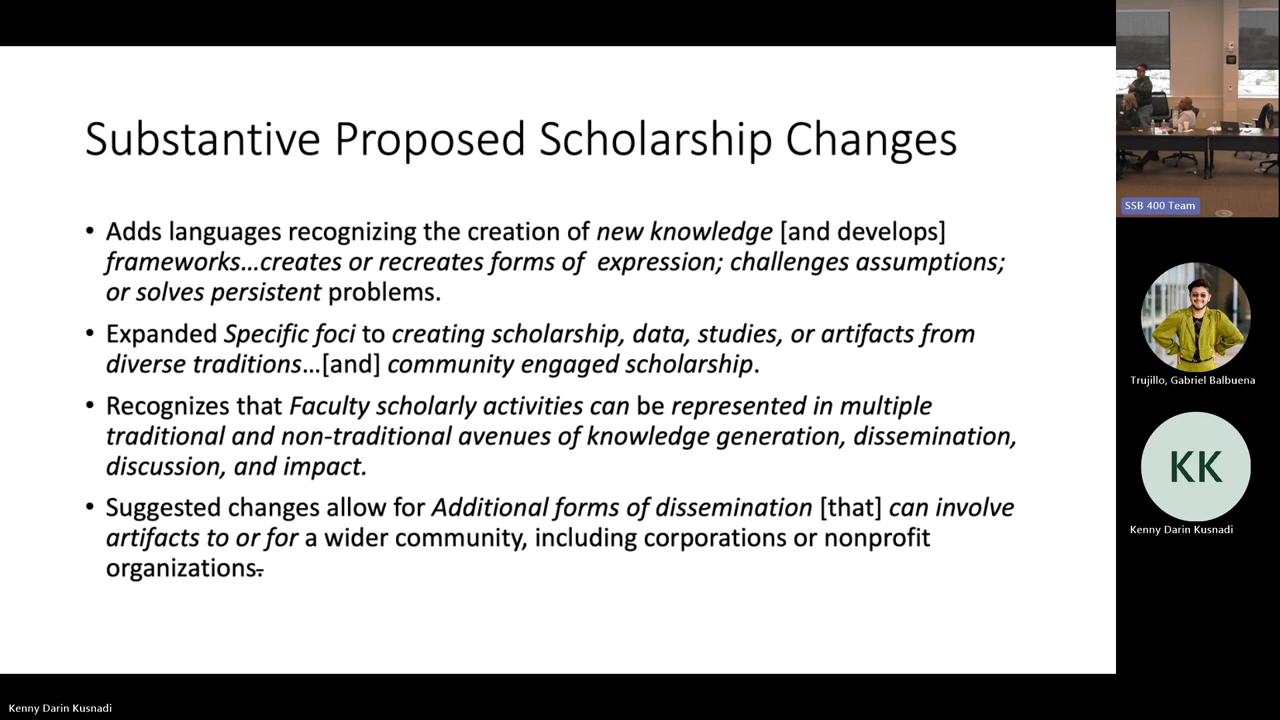 Substantive Proposed Scholarship Changes
• Adds languages recognizing the creation of new knowledge [and develops]
frameworks…creates or recreates forms of  expression; challenges assumptions;
or solves persistent problems.
• Expanded Specific foci to creating scholarship, data, studies, or artifacts from
diverse traditions…[and] community engaged scholarship.
• Recognizes that Faculty scholarly activities can be represented in multiple
traditional and non-traditional avenues of knowledge generation, dissemination,
discussion, and impact.
• Suggested changes allow for Additional forms of dissemination [that] can involve
artifacts to or for a wider community, including corporations or nonprofit
organizations.
SSB 400 Team
Trujillo, Gabriel Balbuena
KK
Kenny Darin Kusnadi
Kenny Darin Kusnadi